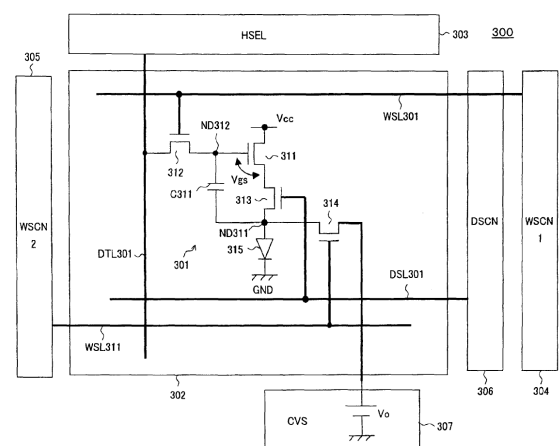 HSEL
303
300
305
WSL301
ND312
Vcc
312
311
C311
Vgs
313
314
WSCN
2
ND311
DSCN
WSCN
1
301
315
DTL301
DSL301
GND
WSL311
302
306
304
CVS
Vo
307